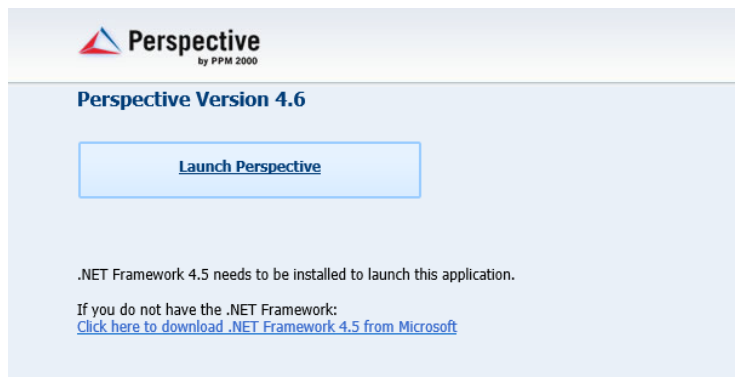 Perspective
by PPM 2000
Perspective Version 4.6
Launch Perspective
.NET Framework 4.5 needs to be installed to launch this application.
If you do not have the .NET Framework:
Click here to download .NET Framework 4.5 from Microsoft